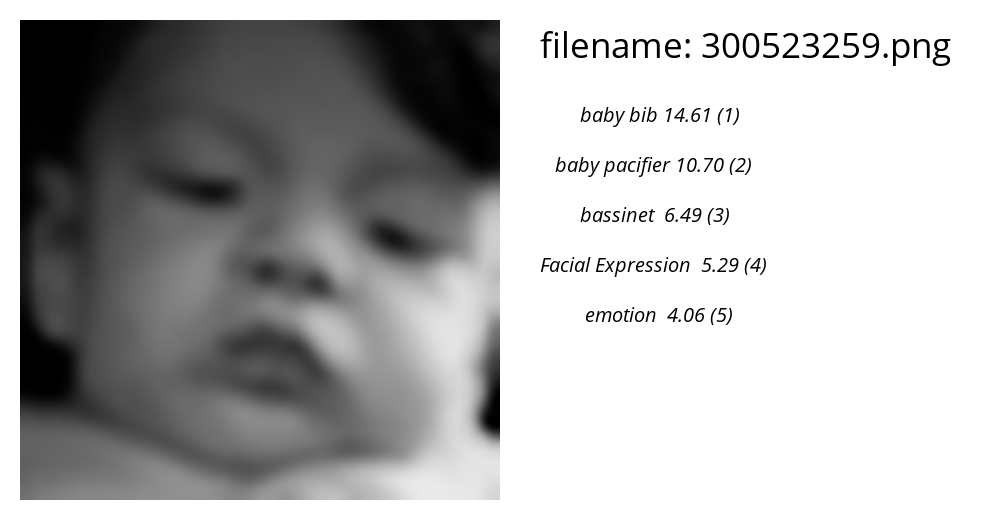 filename: 300523259.png
baby bib 14.61 (1)
baby pacifier 10.70 (2)
bassinet 6.49 (3)
Facial Expression 5.29 (4)
emotion 4.06 (5)